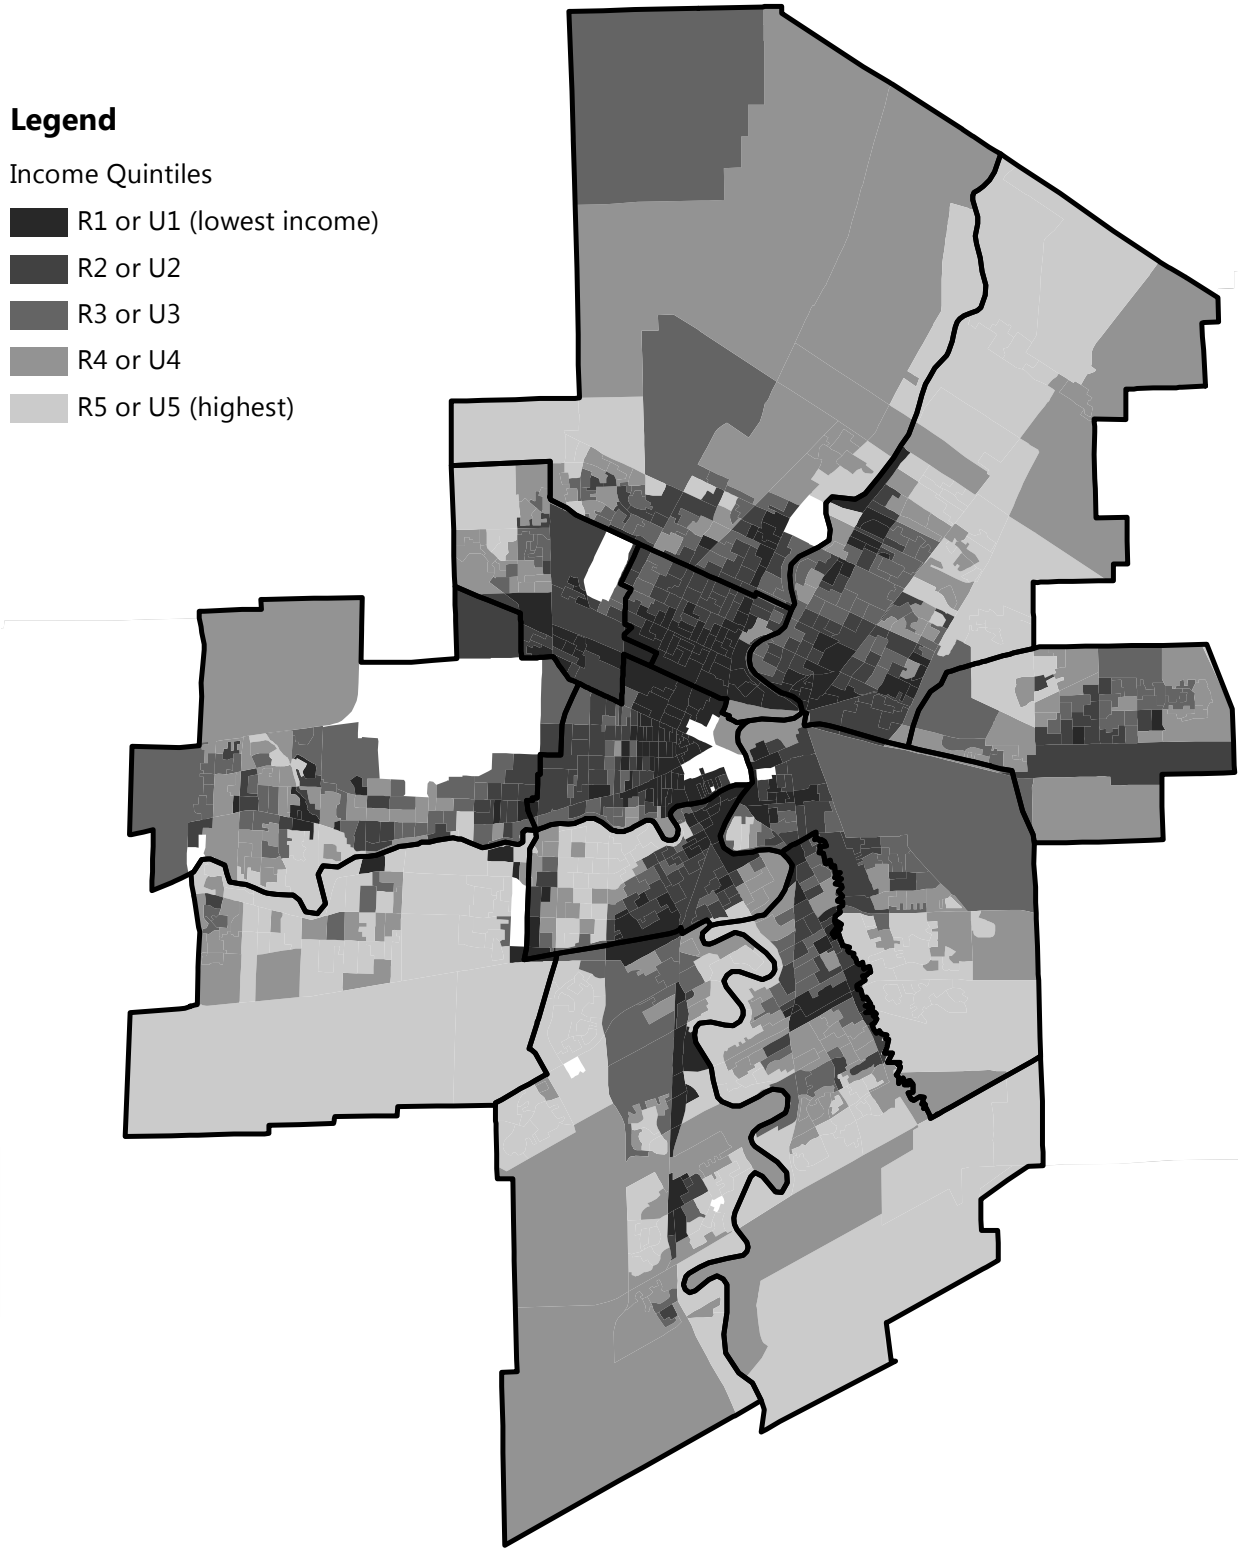 Legend
Income Quintiles
R1 or U1 (lowest income)
R2 or U2
R3 or U3
R4 or U4
R5 or U5 (highest)